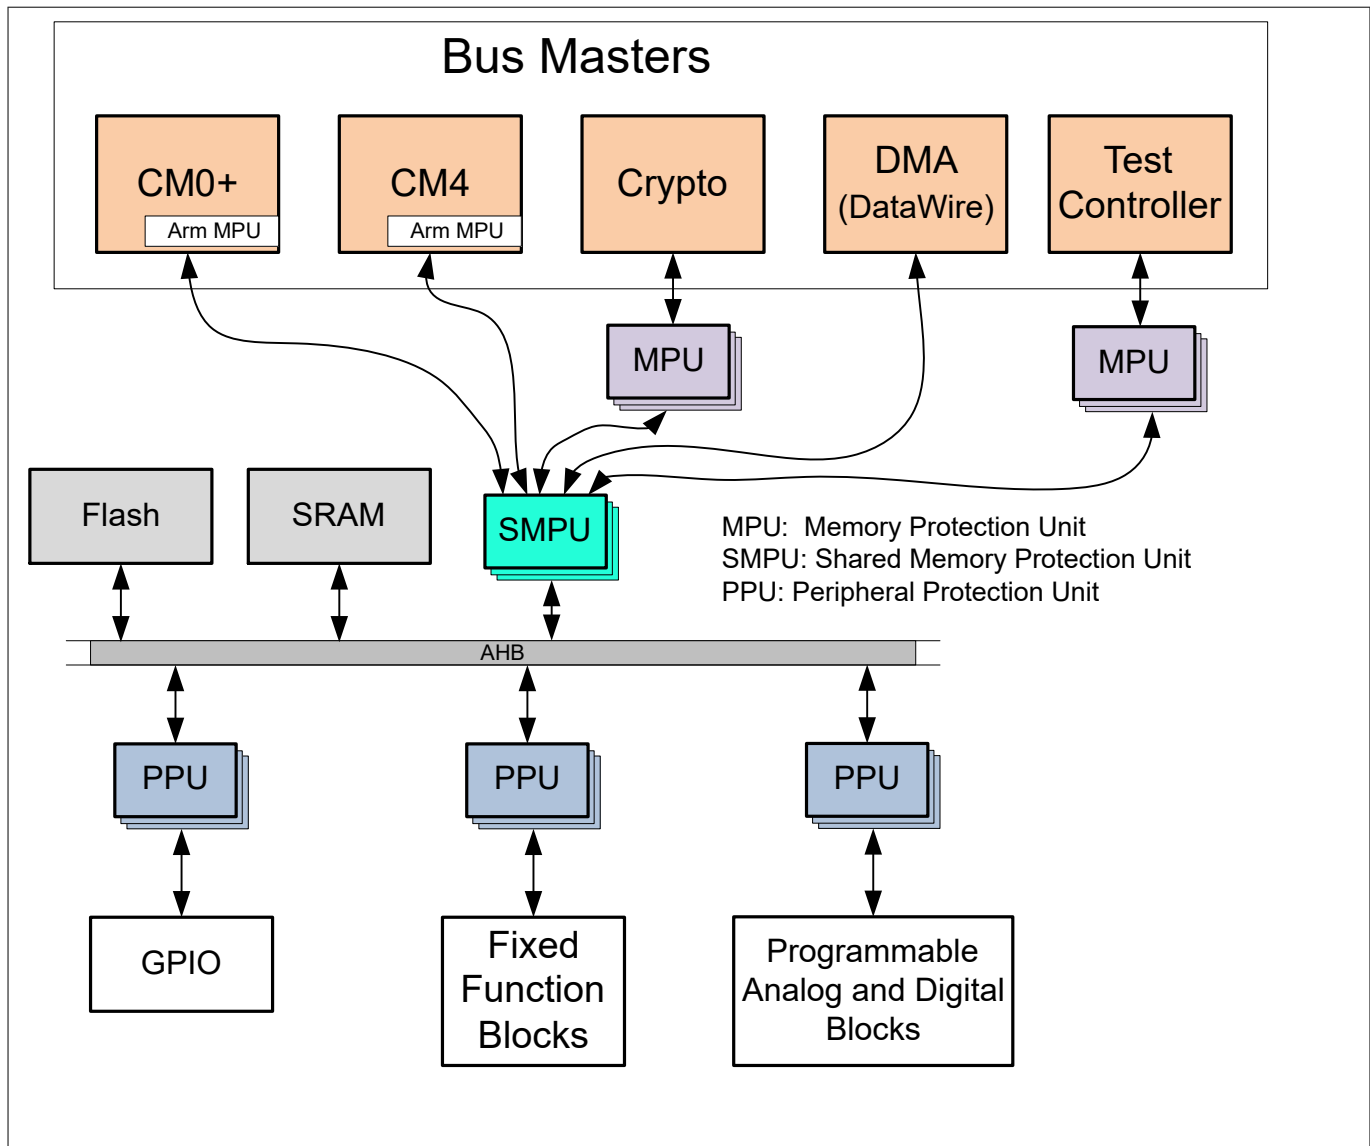 Bus Masters
CM0+
Arm MPU
CM4
Arm MPU
Crypto
DMA
(DataWire)
Test
Controller
MPU
MPU
Flash
SRAM
SMPU
MPU: Memory Protection Unit
SMPU: Shared Memory Protection Unit
PPU: Peripheral Protection Unit
AHB
PPU
PPU
PPU
GPIO
Fixed
Function
Blocks
Programmable
Analog and Digital
Blocks